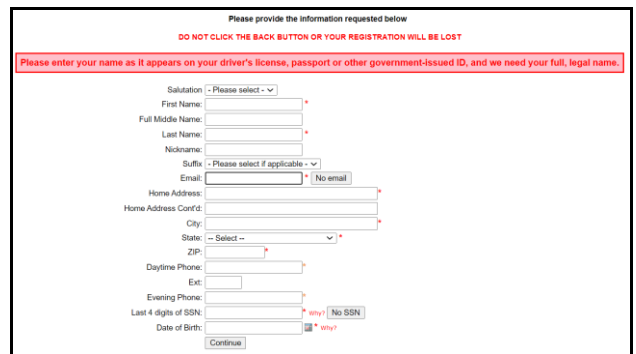 Please provide the information requested below
DO NOT CLICK THE BACK BUTTON OR YOUR REGISTRATION WILL BE LOST
Please enter your name as it appears on your driver's license, passport or other government-issued ID, and we need your full, legal name.
Salutation - Please select -
First Name: *
Full Middle Name:
Last Name: *
Nickname:
Suffix - Please select if applicable -
Email: * No email
Home Address: *
Home Address Cont'd:
City: *
State: -- Select -- *
ZIP: *
Daytime Phone: *
Ext:
Evening Phone: *
Last 4 digits of SSN: * Why? No SSN
Date of Birth: * Why?
Continue